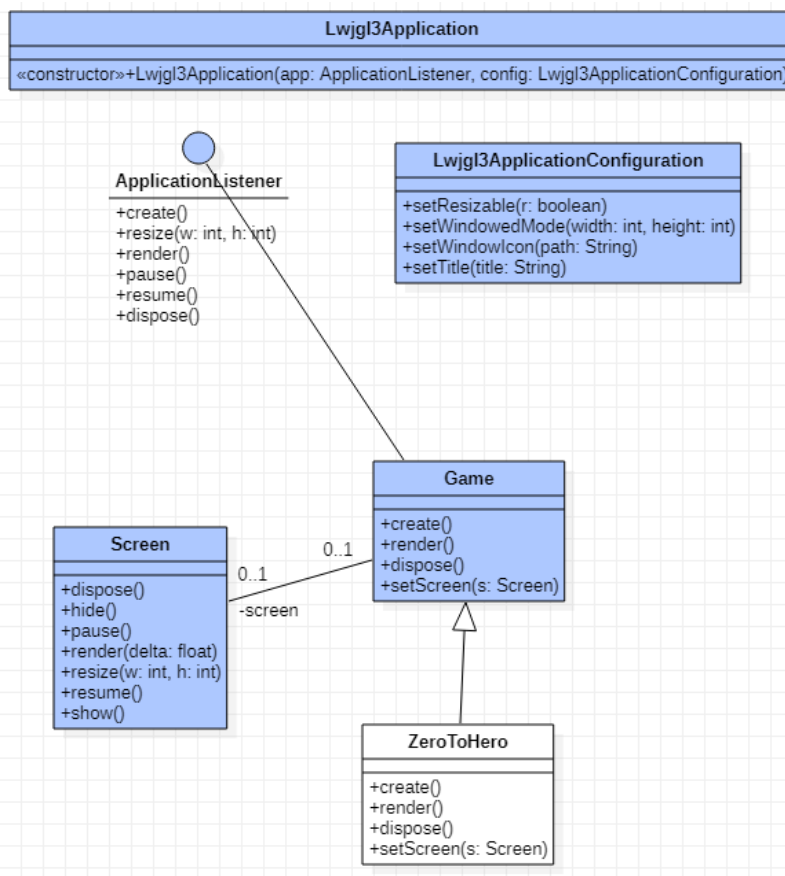 Lwjgl3Application
«constructor»+Lwjgl3Application(app: ApplicationListener, config: Lwjgl3ApplicationConfiguration)
ApplicationListener
+create()
+resize(w: int, h: int)
+render()
+pause()
+resume()
+dispose()
Lwjgl3ApplicationConfiguration
+setResizable(r: boolean)
+setWindowedMode(width: int, height: int)
+setWindowIcon(path: String)
+setTitle(title: String)
Game
+create()
+render()
+dispose()
+setScreen(s: Screen)
0..1
0..1
-screen
Screen
+dispose()
+hide()
+pause()
+render(delta: float)
+resize(w: int, h: int)
+resume()
+show()
ZeroToHero
+create()
+render()
+dispose()
+setScreen(s: Screen)